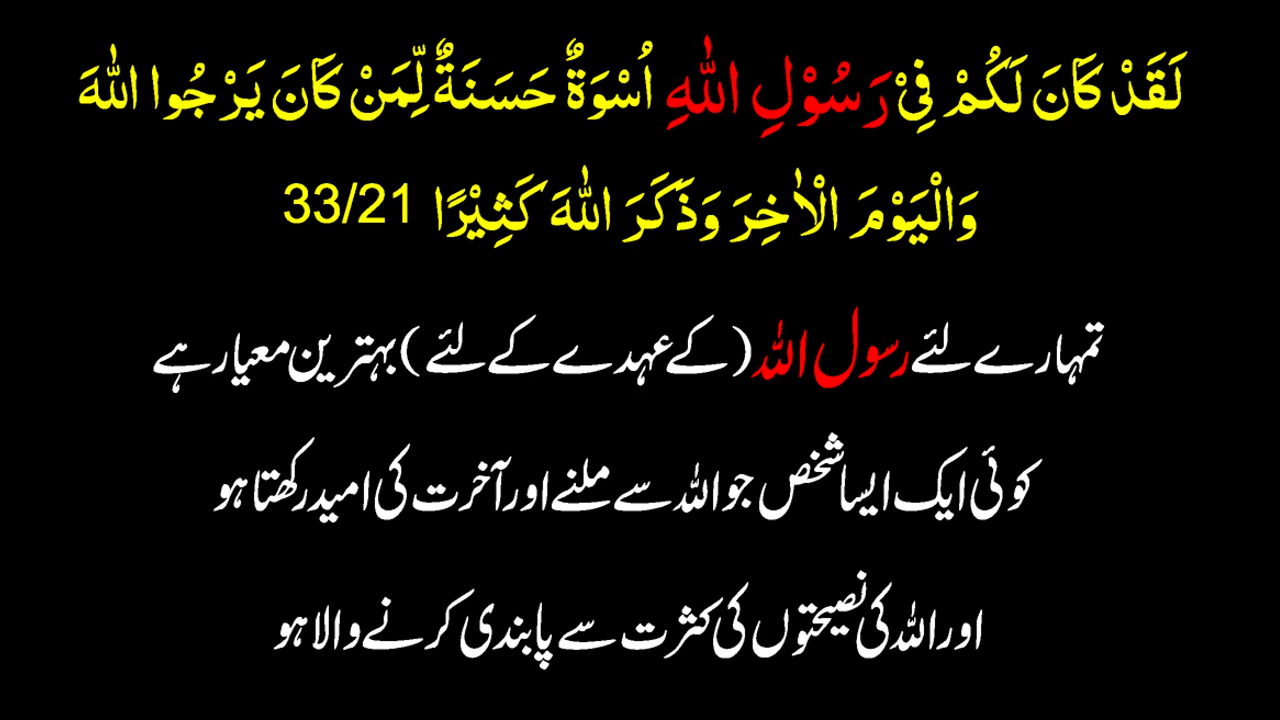 لَقَدْ كَانَ لَكُمْ فِیْ رَسُوْلِ اللّٰهِ اُسْوَةٌ حَسَنَةٌ لِّمَنْ كَانَ یَرْجُوا اللّٰهَ
وَالْیَوْمَ الْاٰخِرَ وَذَكَرَ اللّٰهَ كَثِیْرًا 33/21
تمہارے لئے رسول اللہ (کے عہدے کے لئے) بہترین معیار ہے
کوئی ایک ایسا شخص جو اللہ سے ملنے اور آخرت کی امید رکھتا ہو
اور اللہ کی نصیحتوں کی کثرت سے پابندی کرنے والا ہو